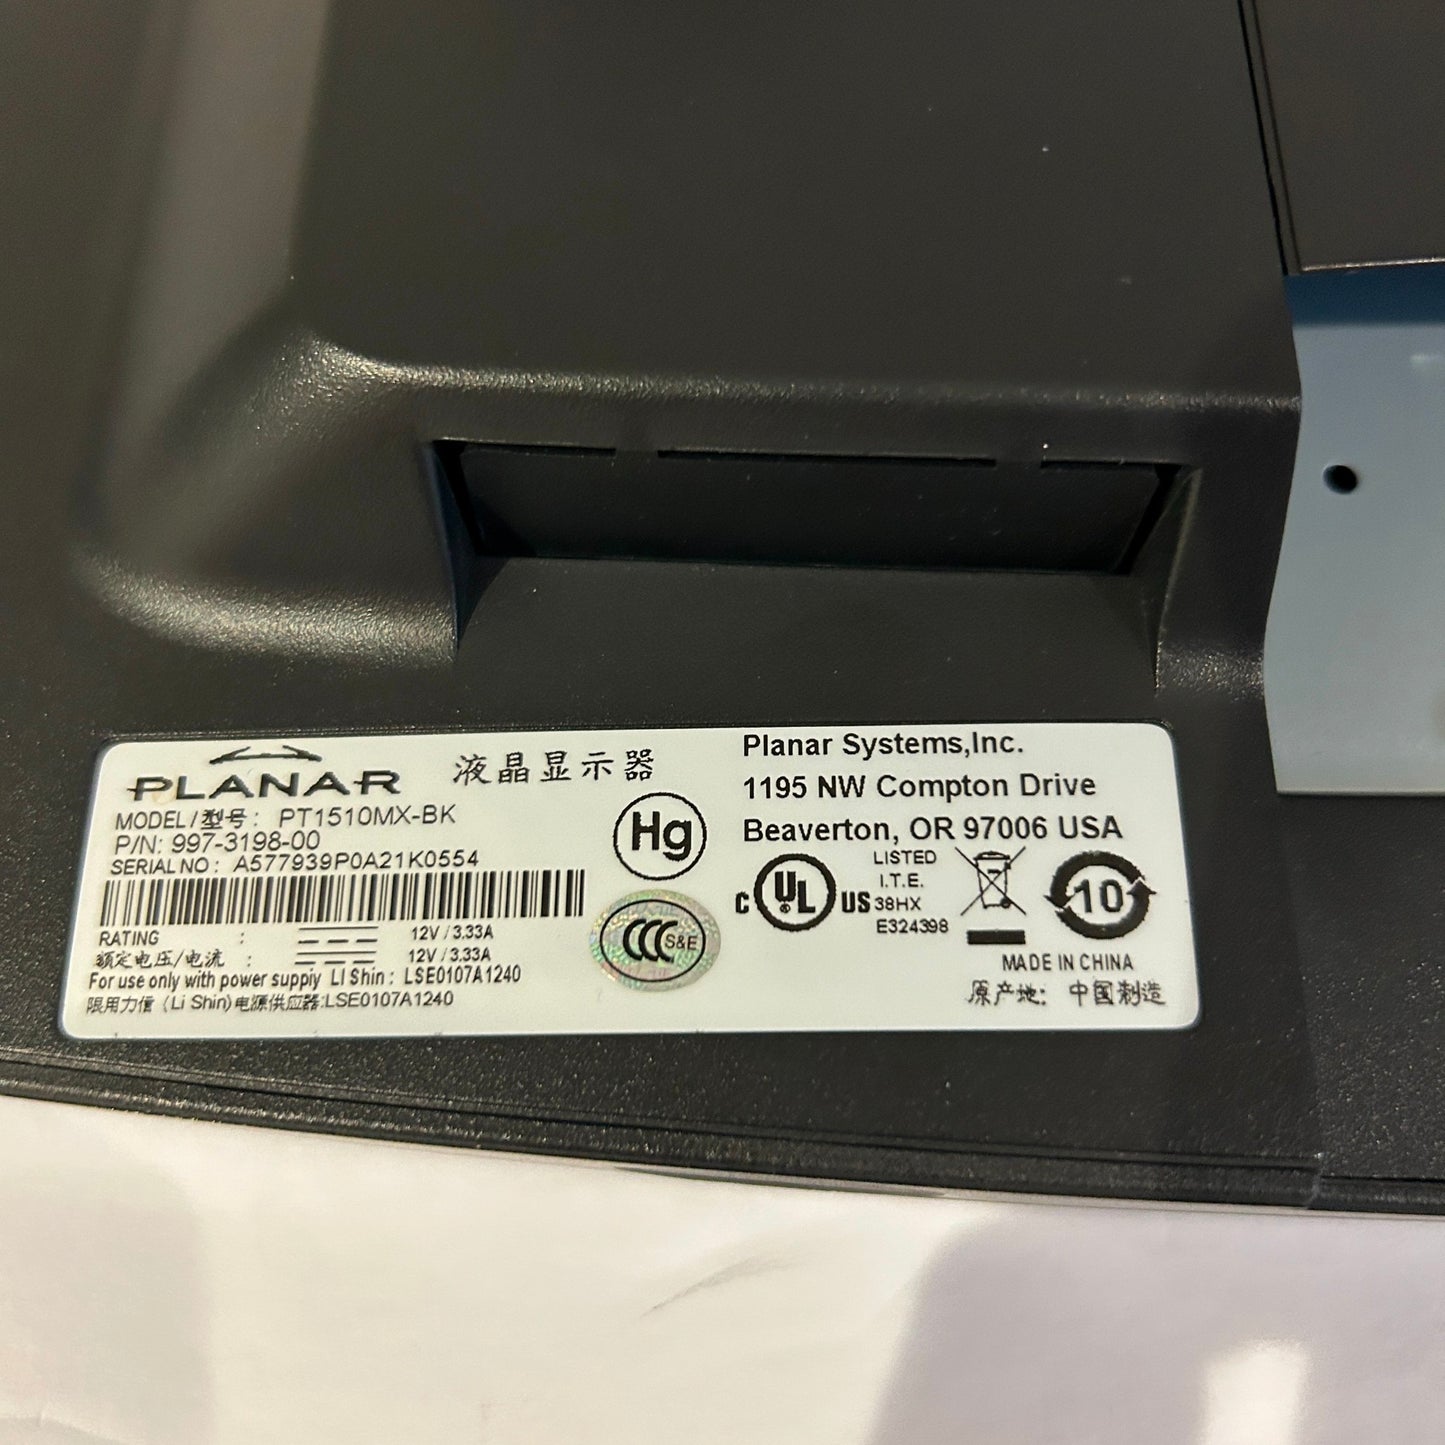 PLANAR 液晶显示器
MODEL/型号: PT1510MX-BK
P/N: 997-3198-00
SERIAL NO: A577939P0A21K0554
RATING : 12V / 3.33A
额定电压/电流 : 12V / 3.33A
For use only with power supply LI Shin: LSE0107A1240
限用力信 (Li Shin)电源供应器:LSE0107A1240
Hg
CCC S&E
Planar Systems,Inc.
1195 NW Compton Drive
Beaverton, OR 97006 USA
C UL ® US
LISTED
I.T.E.
38HX
E324398
10
MADE IN CHINA
原产地: 中国制造